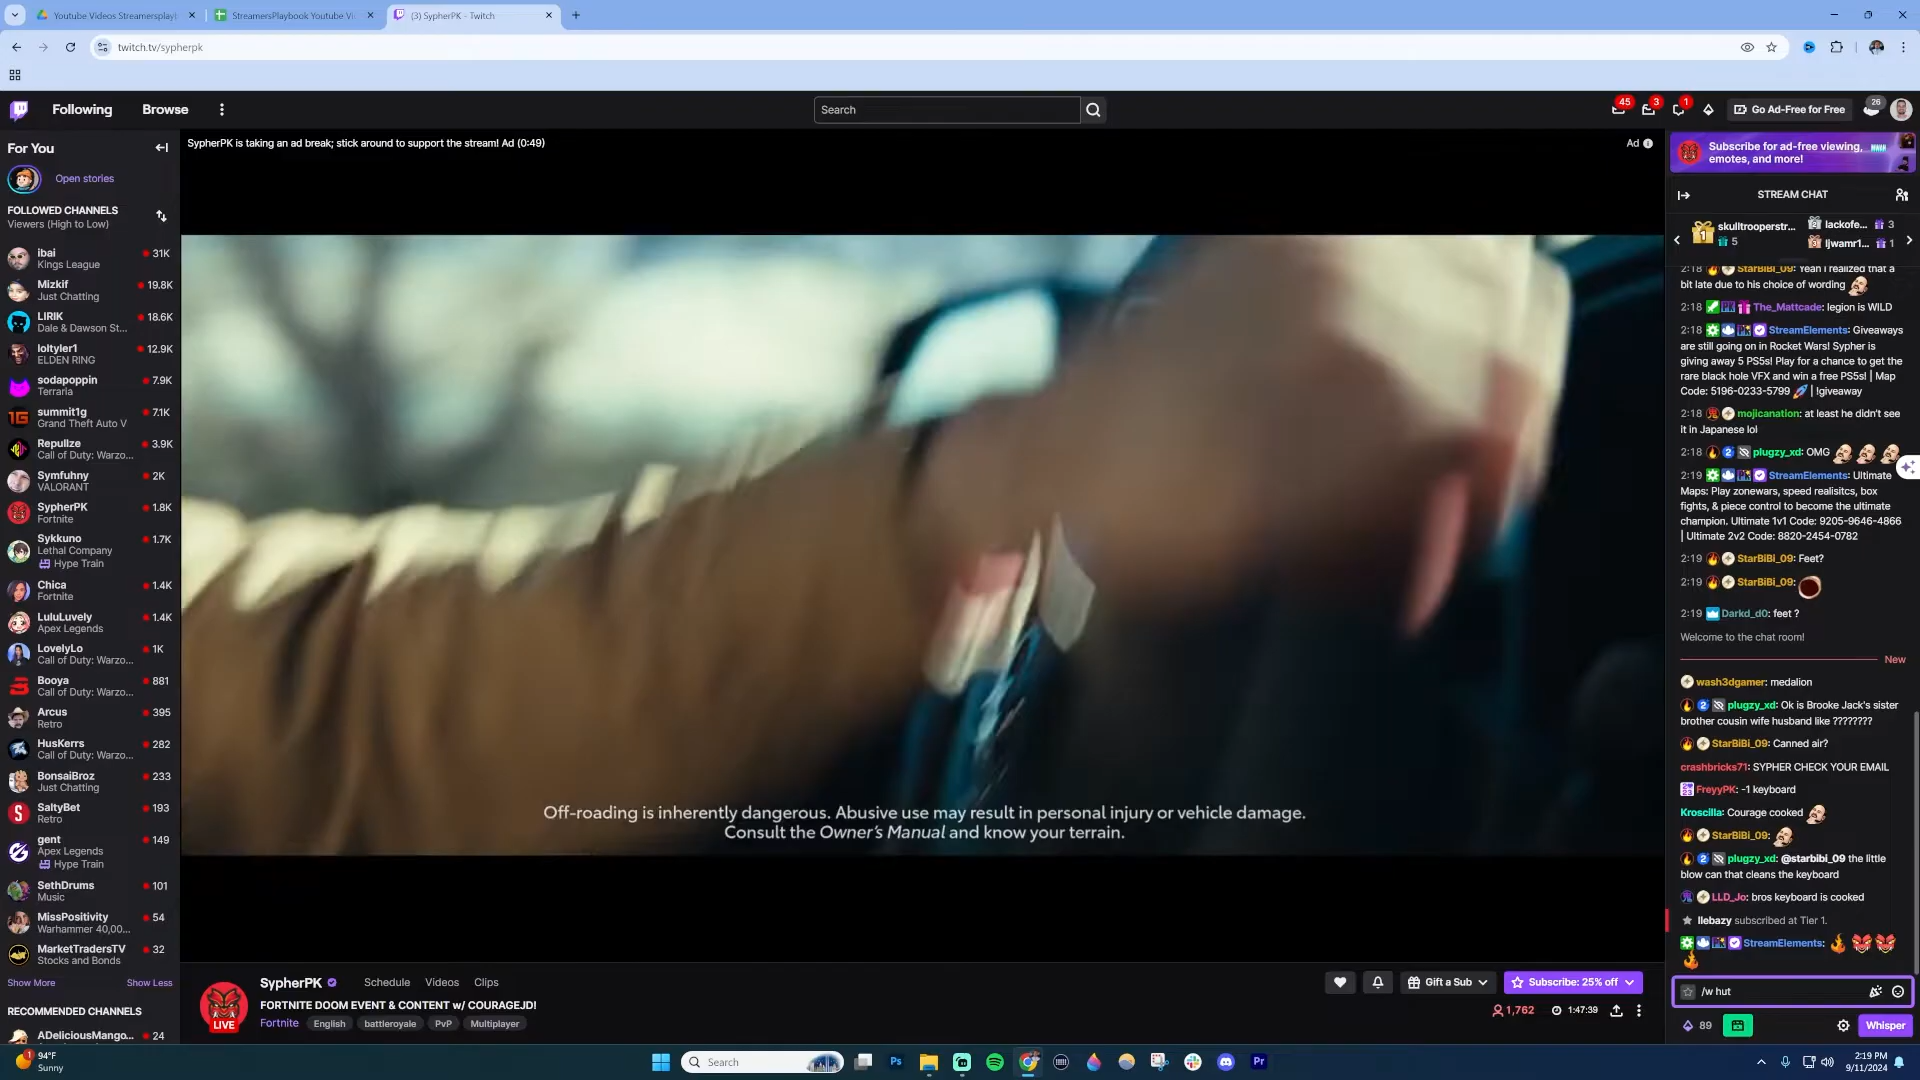 Youtube Videos Streamersplayb
StreamersPlaybook Youtube Vi
(3) SypherPK - Twitch
twitch.tv/sypherpk
Following
Browse
Search
45
3
1
Go Ad-Free for Free
26
For You
Open stories
FOLLOWED CHANNELS
Viewers (High to Low)
ibai
31K
Kings League
Mizkif
19.8K
Just Chatting
LIRIK
18.6K
Dale & Dawson St...
loltyler1
12.9K
ELDEN RING
sodapoppin
7.9K
Terraria
summit1g
7.1K
Grand Theft Auto V
Repullze
3.9K
Call of Duty: Warzo...
Symfuhny
2K
VALORANT
SypherPK
1.8K
Fortnite
Sykkuno
1.7K
Lethal Company
Hype Train
Chica
1.4K
Fortnite
LuluLuvely
1.4K
Apex Legends
LovelyLo
1K
Call of Duty: Warzo...
Booya
881
Call of Duty: Warzo...
Arcus
395
Retro
HusKerrs
282
Call of Duty: Warzo...
BonsaiBroz
233
Just Chatting
SaltyBet
193
Retro
gent
149
Apex Legends
Hype Train
SethDrums
101
Music
MissPositivity
54
Warhammer 40,00...
MarketTradersTV
32
Stocks and Bonds
Show More
Show Less
RECOMMENDED CHANNELS
ADeliciousMango...
24
SypherPK is taking an ad break; stick around to support the stream! Ad (0:49)
Ad
Off-roading is inherently dangerous. Abusive use may result in personal injury or vehicle damage.
Consult the Owner's Manual and know your terrain.
LIVE
SypherPK
Schedule
Videos
Clips
FORTNITE DOOM EVENT & CONTENT w/ COURAGEJD!
Fortnite
English
battleroyale
PvP
Multiplayer
Gift a Sub
Subscribe: 25% off
1,762
1:47:39
Subscribe for ad-free viewing,
emotes, and more!
STREAM CHAT
1
skulltrooperstr...
5
2
lackofe...
3
3
ljwamr1...
1
2:18 StarBiBi_09: Yeah I realized that a
bit late due to his choice of wording
2:18 The_Mattcade: legion is WILD
2:18 StreamElements: Giveaways
are still going on in Rocket Wars! Sypher is
giving away 5 PS5s! Play for a chance to get the
rare black hole VFX and win a free PS5s! | Map
Code: 5196-0233-5799 | !giveaway
2:18 mojicanation: at least he didn't see
it in Japanese lol
2:18 plugzy_xd: OMG
2:19 StreamElements: Ultimate
Maps: Play zonewars, speed realisitcs, box
fights, & piece control to become the ultimate
champion. Ultimate 1v1 Code: 9205-9646-4866
| Ultimate 2v2 Code: 8820-2454-0782
2:19 StarBiBi_09: Feet?
2:19 StarBiBi_09:
2:19 Darkd_d0: feet ?
Welcome to the chat room!
New
wash3dgamer: medalion
plugzy_xd: Ok is Brooke Jack's sister
brother cousin wife husband like ????????
StarBiBi_09: Canned air?
crashbricks71: SYPHER CHECK YOUR EMAIL
FreyyPK: -1 keyboard
Kroscilla: Courage cooked
StarBiBi_09:
plugzy_xd: @starbibi_09 the little
blow can that cleans the keyboard
LLD_Jo: bros keyboard is cooked
llebazy subscribed at Tier 1.
StreamElements:
/w hut
89
Whisper
1
94°F
Sunny
Search
Ps
Pr
2:19 PM
9/11/2024